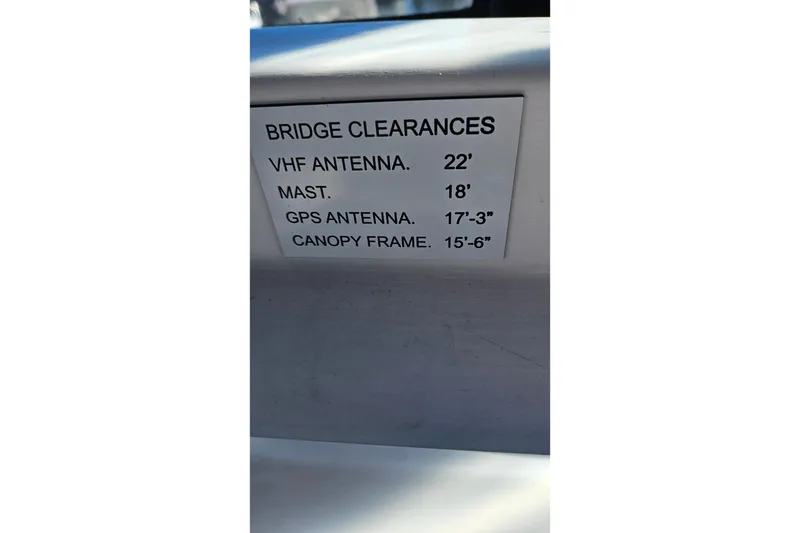 BRIDGE CLEARANCES
VHF ANTENNA. 22'
MAST. 18'
GPS ANTENNA. 17'-3"
CANOPY FRAME. 15'-6"